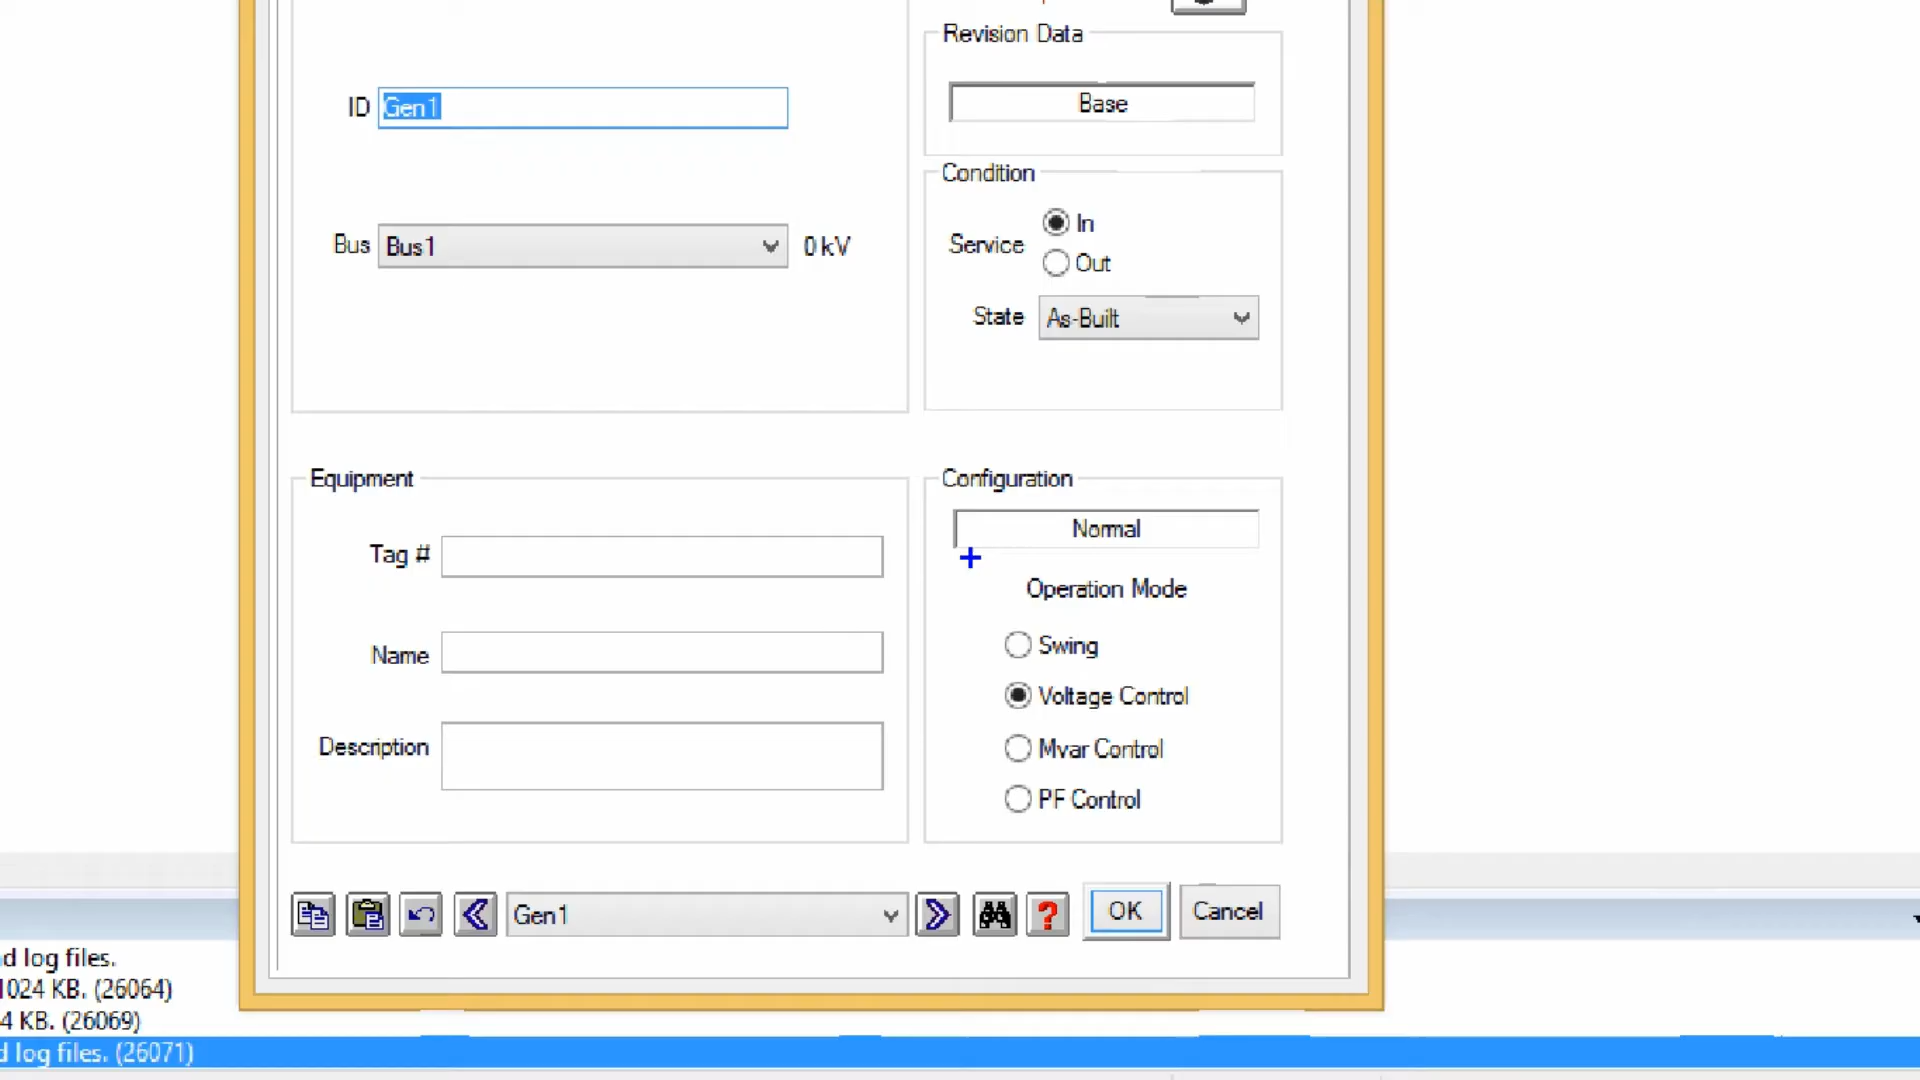 Revision Data
ID Gen1
Base
Condition
In
Bus Bus1 0 kV
Service
Out
State As-Built
Equipment
Configuration
Normal
Tag #
Operation Mode
Swing
Name
Voltage Control
Description
Mvar Control
PF Control
Gen1
?
OK
Cancel
d log files.
1024 KB. (26064)
4 KB. (26069)
d log files. (26071)